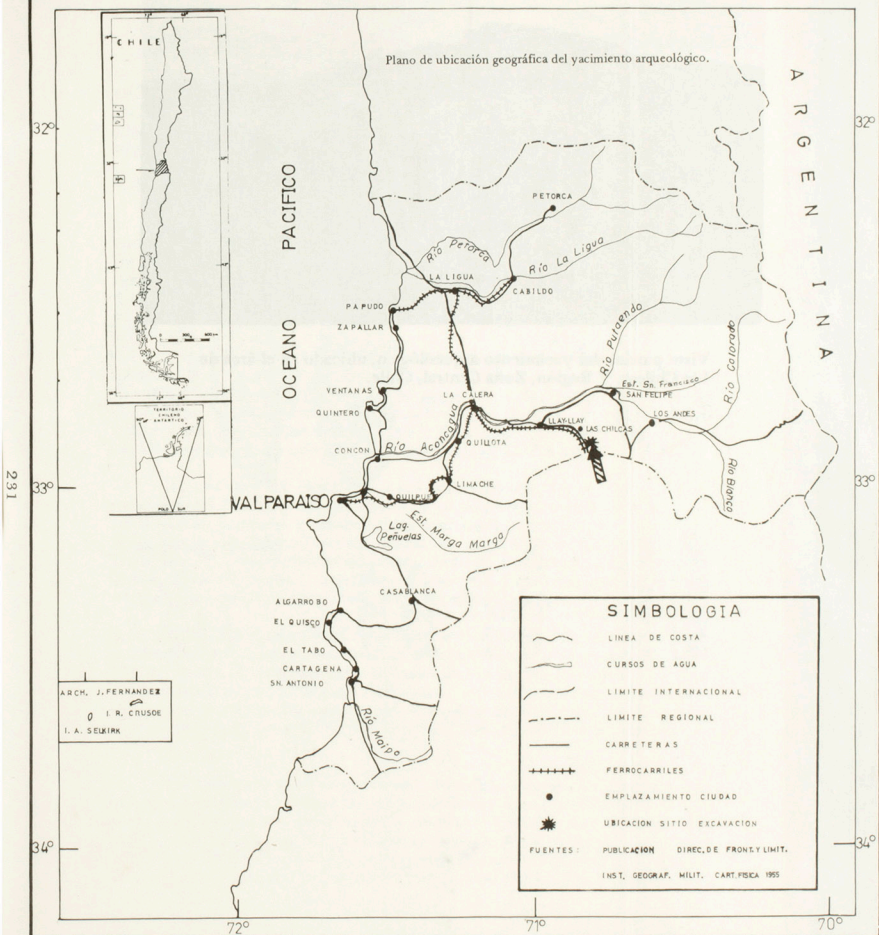 CHILE
Plano de ubicación geográfica del yacimiento arqueológico.
ARGENTINA
32°
32°
OCEANO PACIFICO
PETORCA
Río Petorca
Río La Ligua
LA LIGUA
CABILDO
PAPUDO
ZAPALLAR
Río Putaendo
Río Colorado
VENTANAS
QUINTERO
LA CALERA
Est. Sn. Francisco
SAN FELIPE
LOS ANDES
LLAY-LLAY
LAS CHILCAS
Río Aconcagua
QUILLOTA
CONCON
TERRITORIO
CHILENO
ANTARTICO
POLO SUR
231
33°
33°
LIMACHE
Río Blanco
VALPARAISO
QUILPUE
Est. Marga Marga
Lag.
Peñuelas
CASABLANCA
ALGARROBO
EL QUISCO
EL TABO
CARTAGENA
SN. ANTONIO
Río Maipo
ARCH. J. FERNANDEZ
I. R. CRUSOE
I. A. SELKIRK
SIMBOLOGIA
LINEA DE COSTA
CURSOS DE AGUA
LIMITE INTERNACIONAL
LIMITE REGIONAL
CARRETERAS
FERROCARRILES
EMPLAZAMIENTO CIUDAD
UBICACION SITIO EXCAVACION
FUENTES: PUBLICACION DIREC. DE FRONT. Y LIMIT.
INST. GEOGRAF. MILIT. CART. FISICA 1955
34°
34°
72°
71°
70°